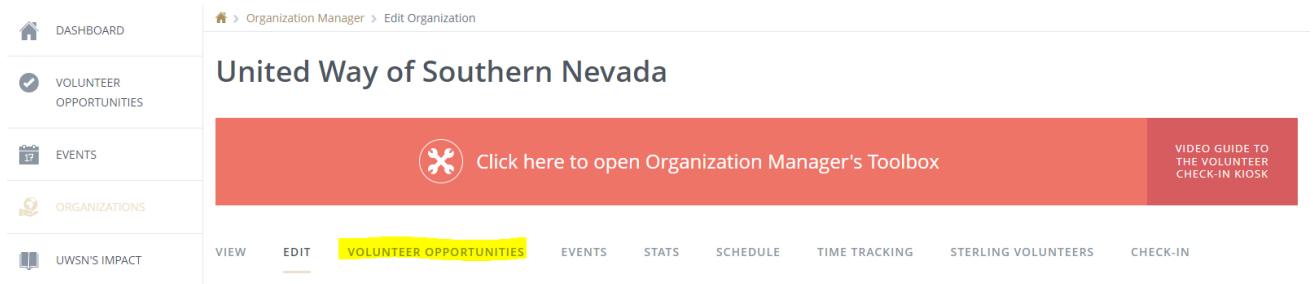 Organization Manager > Edit Organization
DASHBOARD
VOLUNTEER
OPPORTUNITIES
17
EVENTS
ORGANIZATIONS
UWSN'S IMPACT
United Way of Southern Nevada
Click here to open Organization Manager's Toolbox
VIDEO GUIDE TO
THE VOLUNTEER
CHECK-IN KIOSK
VIEW EDIT VOLUNTEER OPPORTUNITIES EVENTS STATS SCHEDULE TIME TRACKING STERLING VOLUNTEERS CHECK-IN